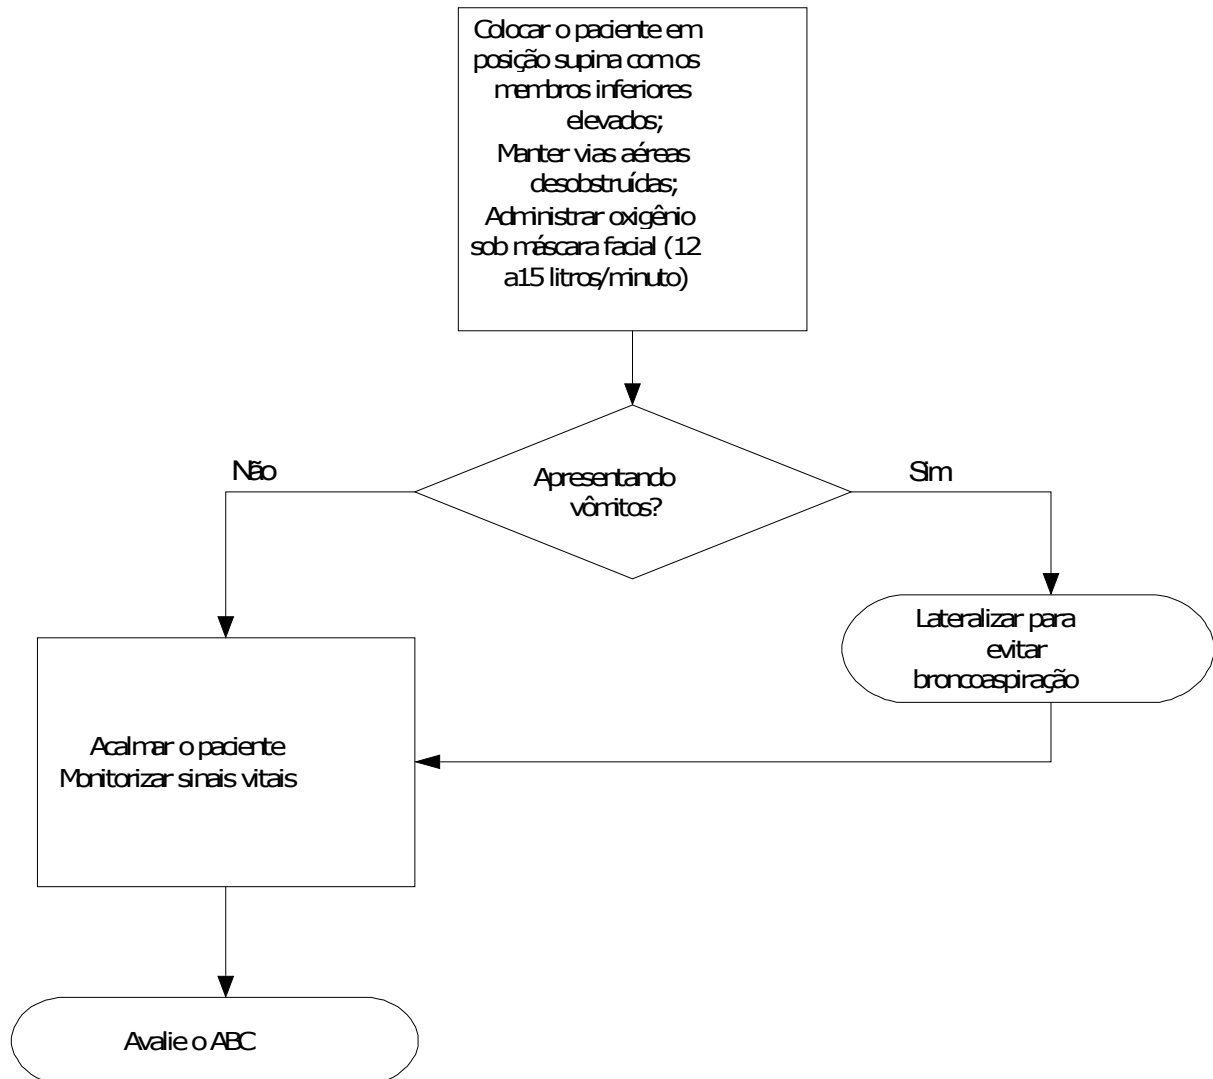 Colocar o paciente em
posição supina com os
membros inferiores
elevados;
Manter vias aéreas
desobstruídas;
Administrar oxigênio
sob máscara facial (12
a15 litros/minuto)
Apresentando
vômitos?
Não
Sim
Lateralizar para
evitar
broncoaspiração
Acalmar o paciente
Monitorizar sinais vitais
Avalie o ABC